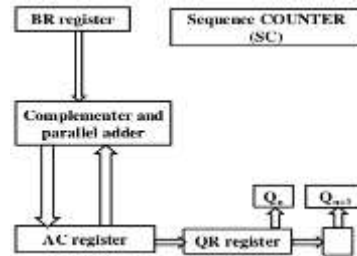 BR register
Sequence COUNTER
(SC)
Complementer and
parallel adder
Qn
Qn+1
AC register
QR register